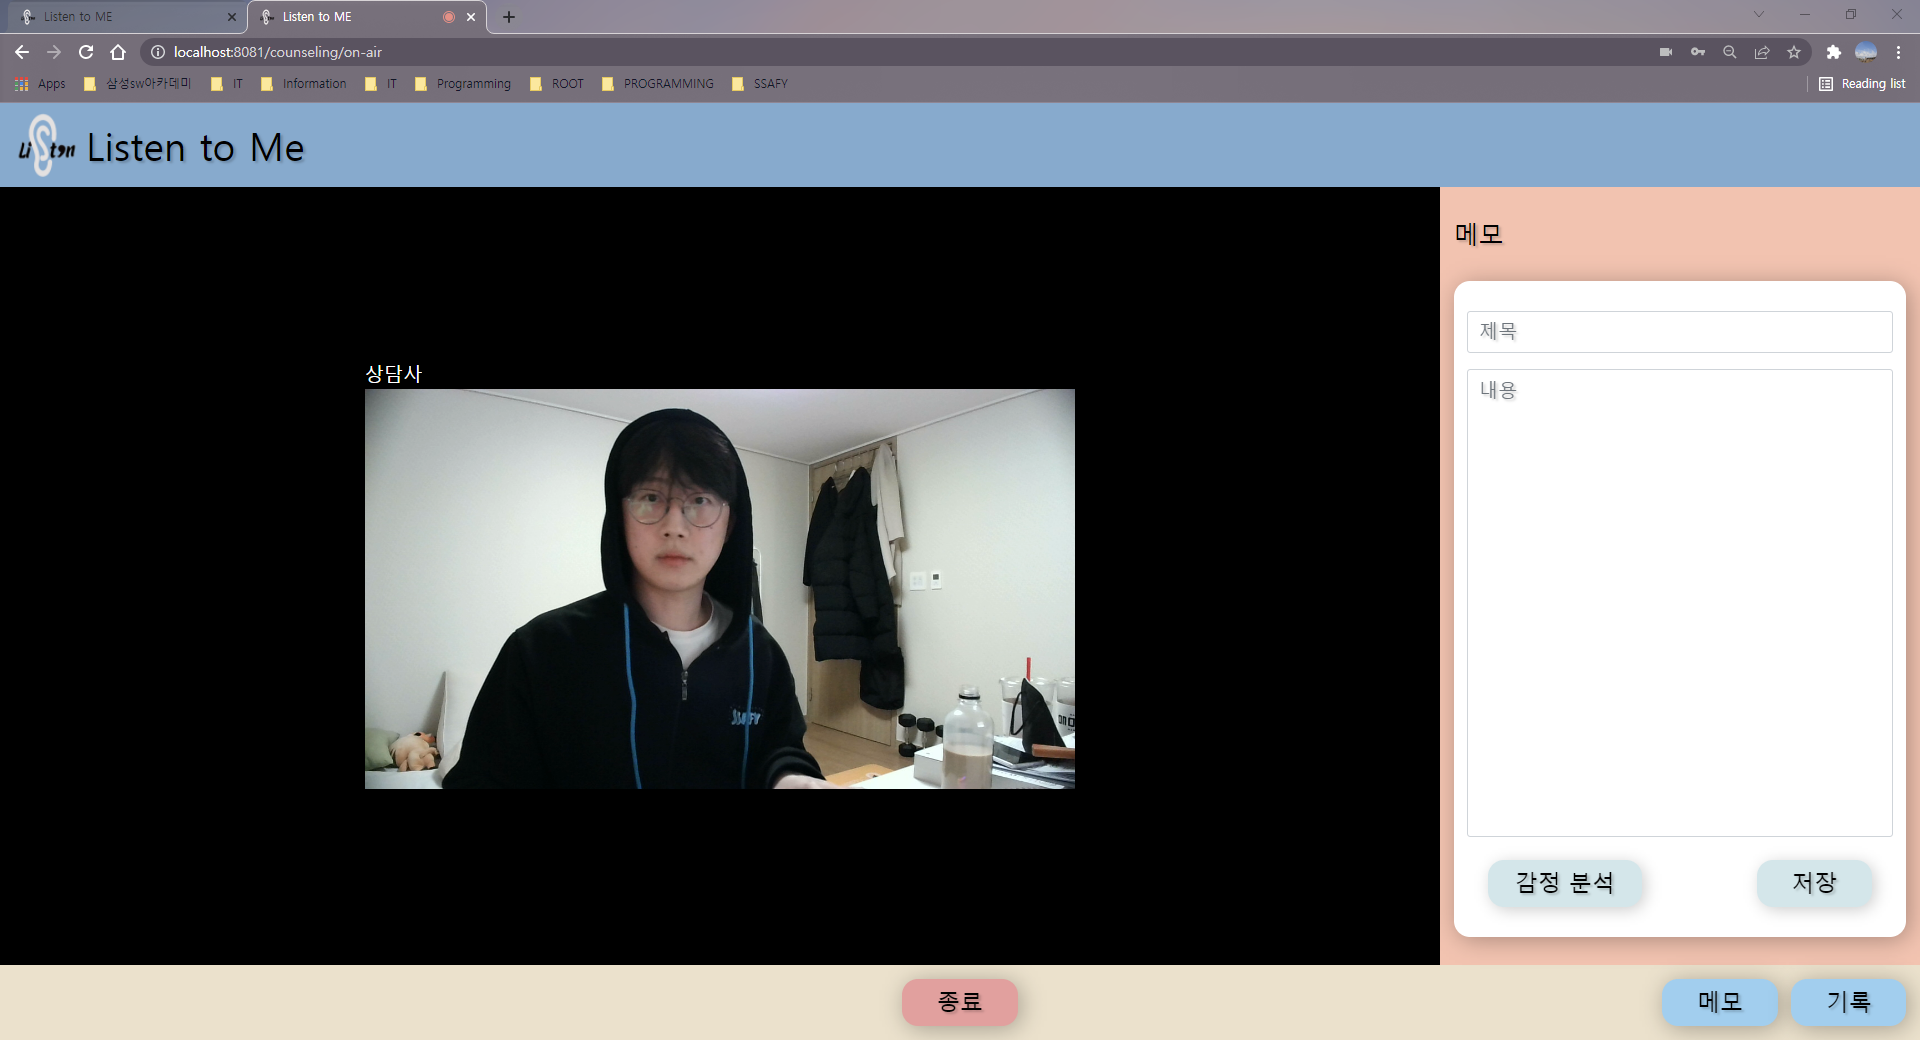 Listen to ME
Listen to ME
localhost:8081/counseling/on-air
Apps
삼성sw아카데미
IT
Information
IT
Programming
ROOT
PROGRAMMING
SSAFY
Reading list
Listen
Listen to Me
상담사
SSAFY
메모
제목
내용
감정 분석
저장
종료
메모
기록